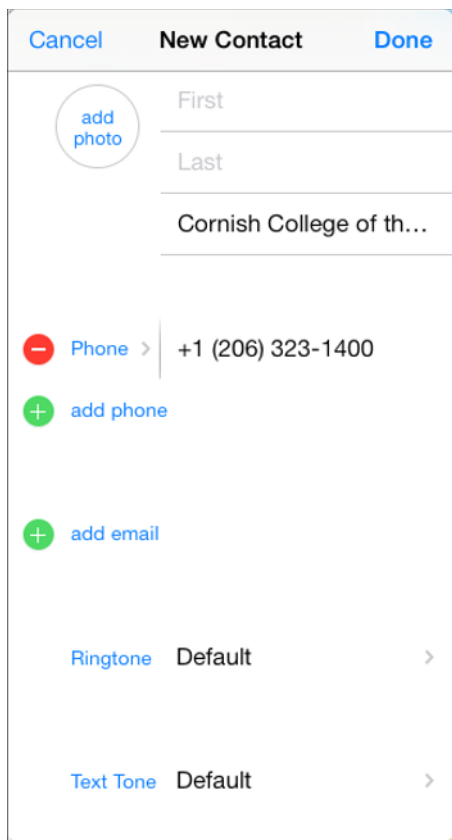 Cancel New Contact Done
add
photo
First
Last
Cornish College of th...
Phone +1 (206) 323-1400
add phone
add email
Ringtone Default
Text Tone Default